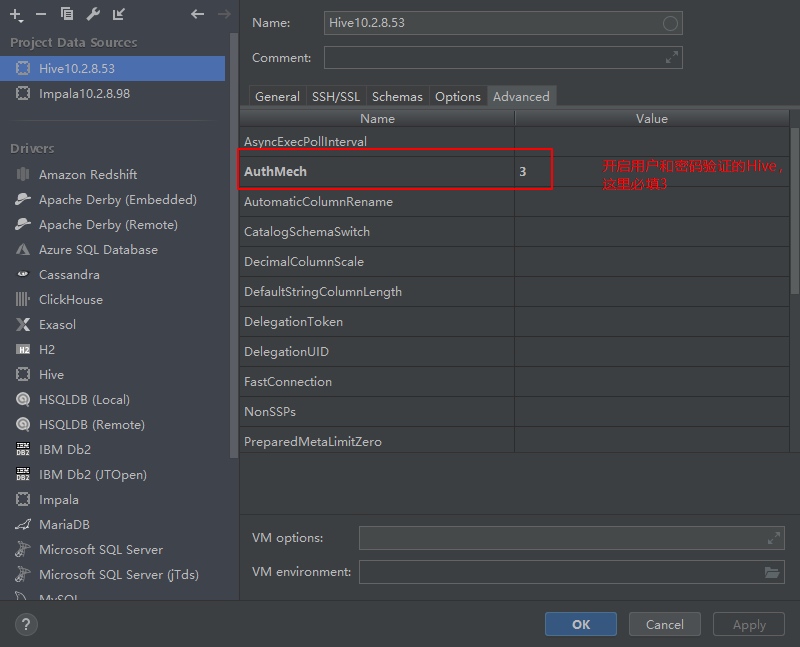 Project Data Sources
Hive10.2.8.53
Impala10.2.8.98
Drivers
Amazon Redshift
Apache Derby (Embedded)
Apache Derby (Remote)
Azure SQL Database
Cassandra
ClickHouse
Exasol
H2 H2
Hive
HSQLDB (Local)
HSQLDB (Remote)
IBM DB2 IBM Db2
IBM DB2 IBM Db2 (JTOpen)
Impala
MariaDB
Microsoft SQL Server
Microsoft SQL Server (jTds)
MySQL
Name: Hive10.2.8.53
Comment:
General SSH/SSL Schemas Options Advanced
Name Value
AsyncExecPollInterval
AuthMech 3
开启用户和密码验证的Hive,
这里必填3
AutomaticColumnRename
CatalogSchemaSwitch
DecimalColumnScale
DefaultStringColumnLength
DelegationToken
DelegationUID
FastConnection
NonSSPs
PreparedMetaLimitZero
VM options:
VM environment:
? OK Cancel Apply